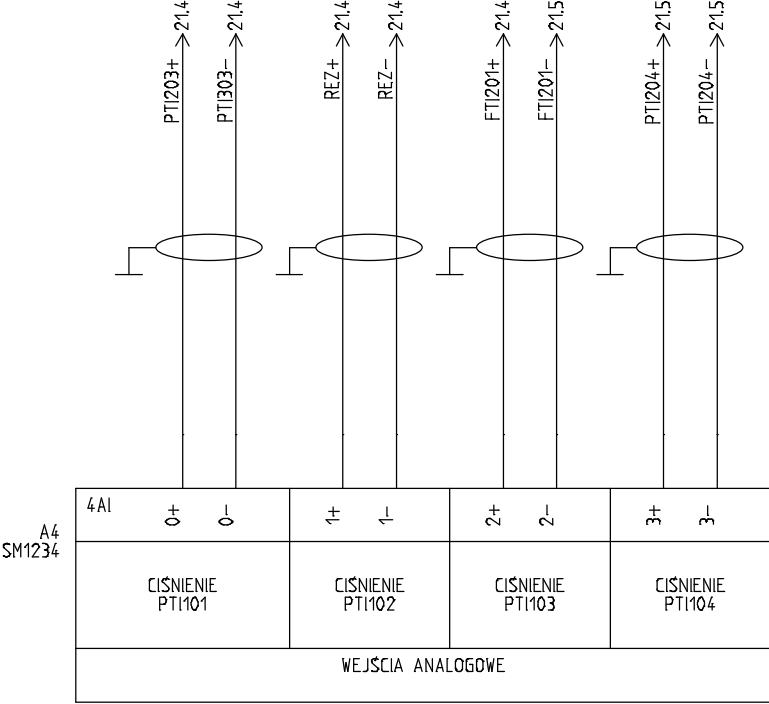 21.4
21.4
21.4
21.4
21.4
21.5
21.5
21.5
PTI203+
PTI303-
REZ+
REZ-
FTI201+
FTI201-
PTI204+
PTI204-
4AI
0+
0-
1+
1-
2+
2-
3+
3-
A4
SM1234
CIŚNIENIE
PTI101
CIŚNIENIE
PTI102
CIŚNIENIE
PTI103
CIŚNIENIE
PTI104
WEJŚCIA ANALOGOWE